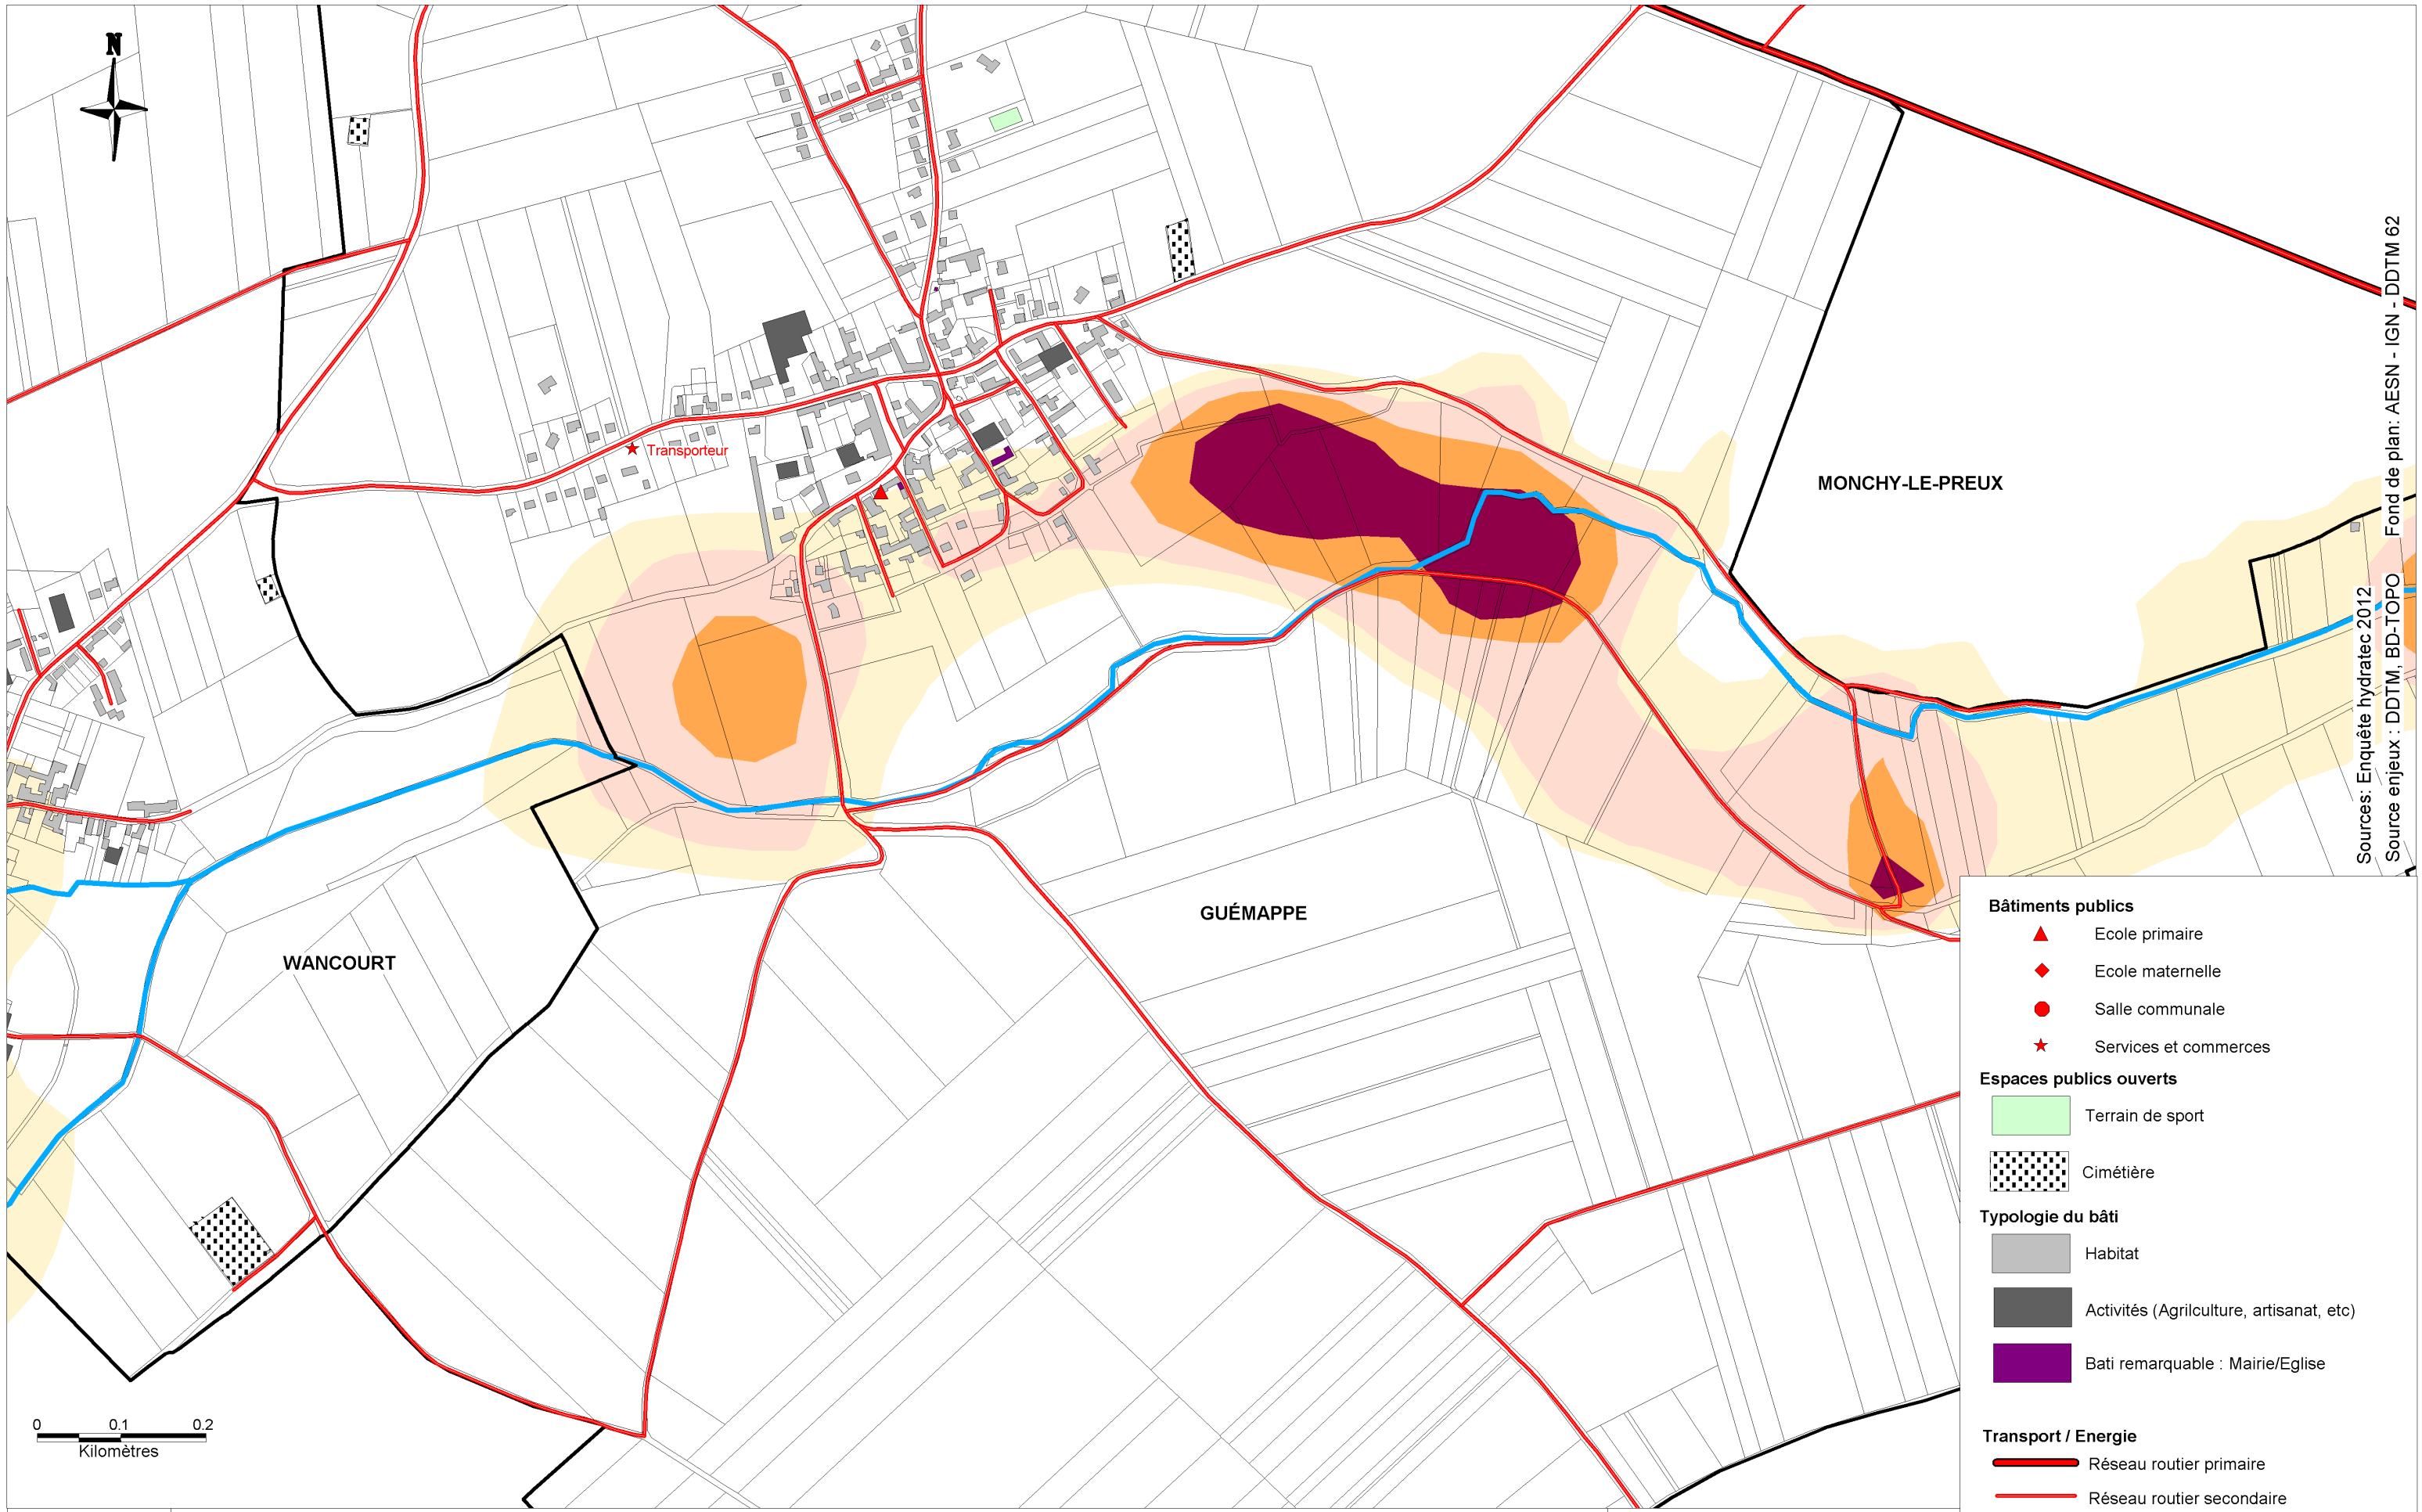 N
Transporteur
MONCHY-LE-PREUX
GUÉMAPPE
WANCOURT
0 0.1 0.2
Kilomètres
Sources: Enquête hydratec 2012
Source enjeux : DDTM, BD-TOPO Fond de plan: AESN - IGN - DDTM 62
Bâtiments publics
Ecole primaire
Ecole maternelle
Salle communale
Services et commerces
Espaces publics ouverts
Terrain de sport
Cimétière
Typologie du bâti
Habitat
Activités (Agrilculture, artisanat, etc)
Bati remarquable : Mairie/Eglise
Transport / Energie
Réseau routier primaire
Réseau routier secondaire